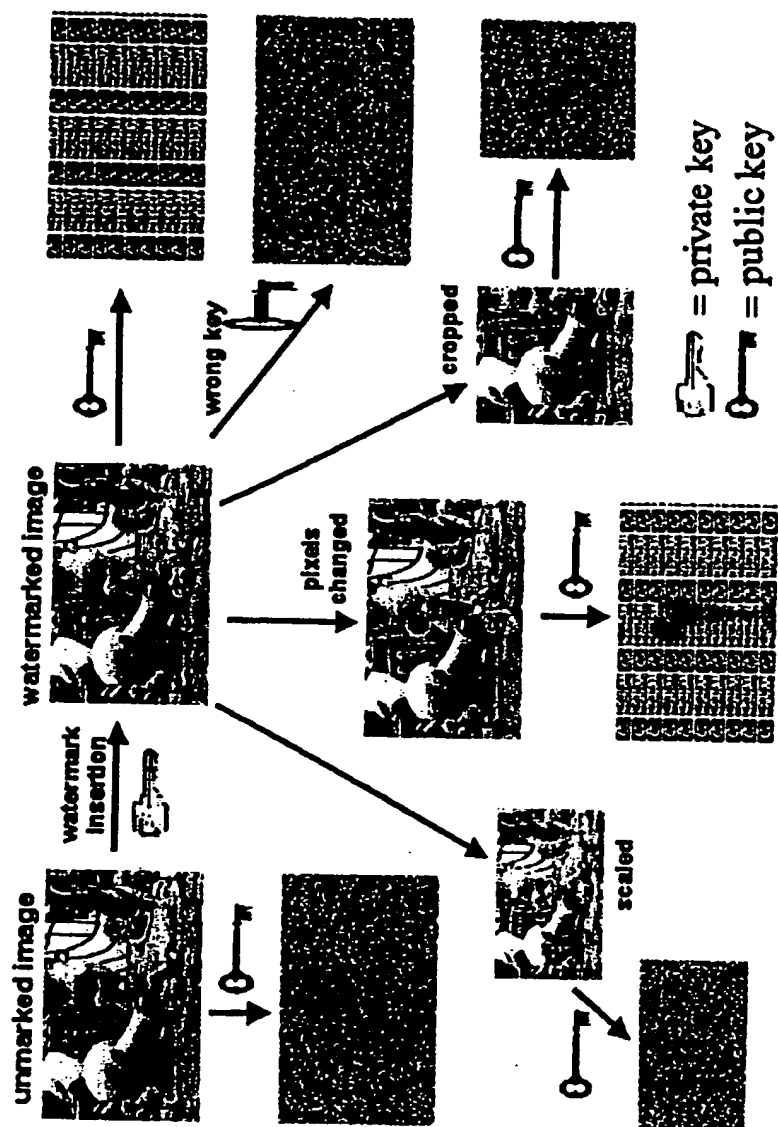 unmarked image
watermark
insertion
watermarked image
wrong key
pixels
changed
cropped
scaled
= private key
= public key